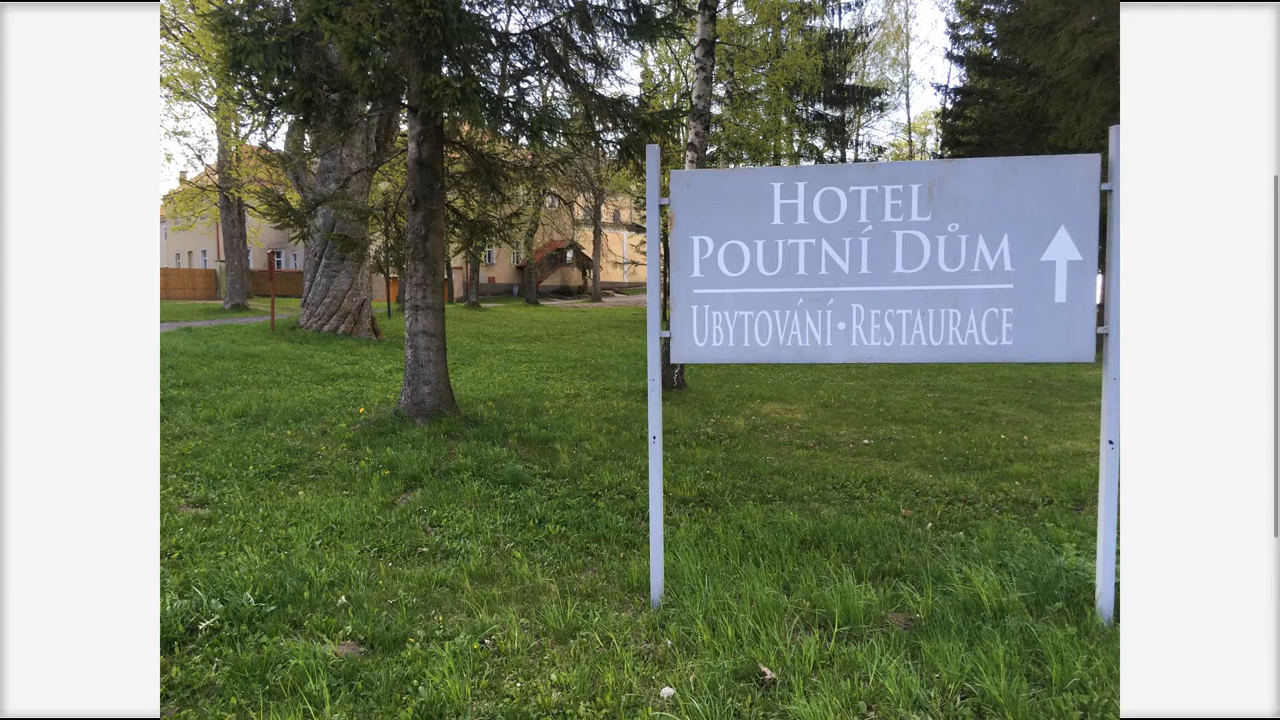 HOTEL
POUTNÍ DŮM
UBYTOVÁNÍ • RESTAURACE